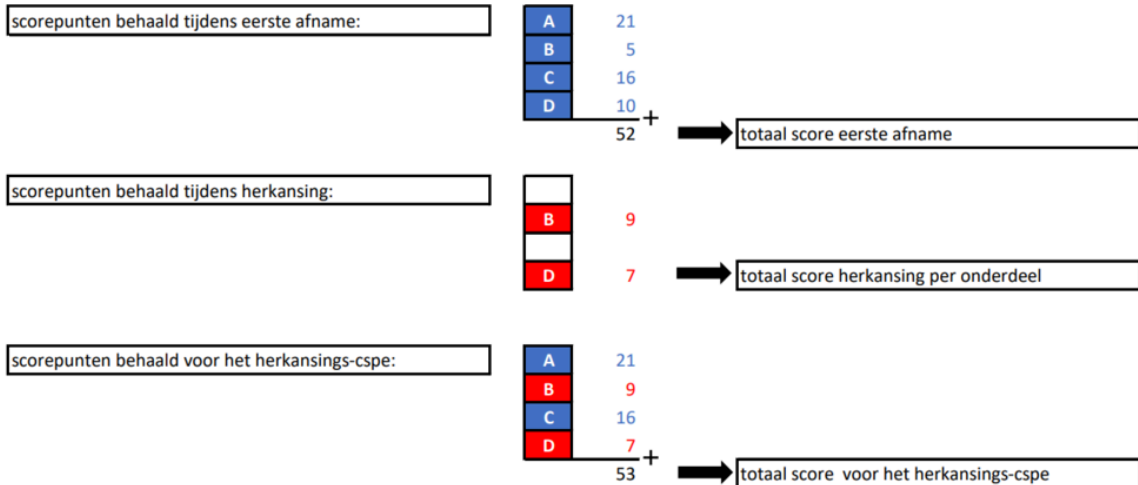 scorepunten behaald tijdens eerste afname:
A 21
B 5
C 16
D 10
+
52 totaal score eerste afname
scorepunten behaald tijdens herkansing:
B 9
D 7 totaal score herkansing per onderdeel
scorepunten behaald voor het herkansings-cspe:
A 21
B 9
C 16
D 7
+
53 totaal score voor het herkansings-cspe